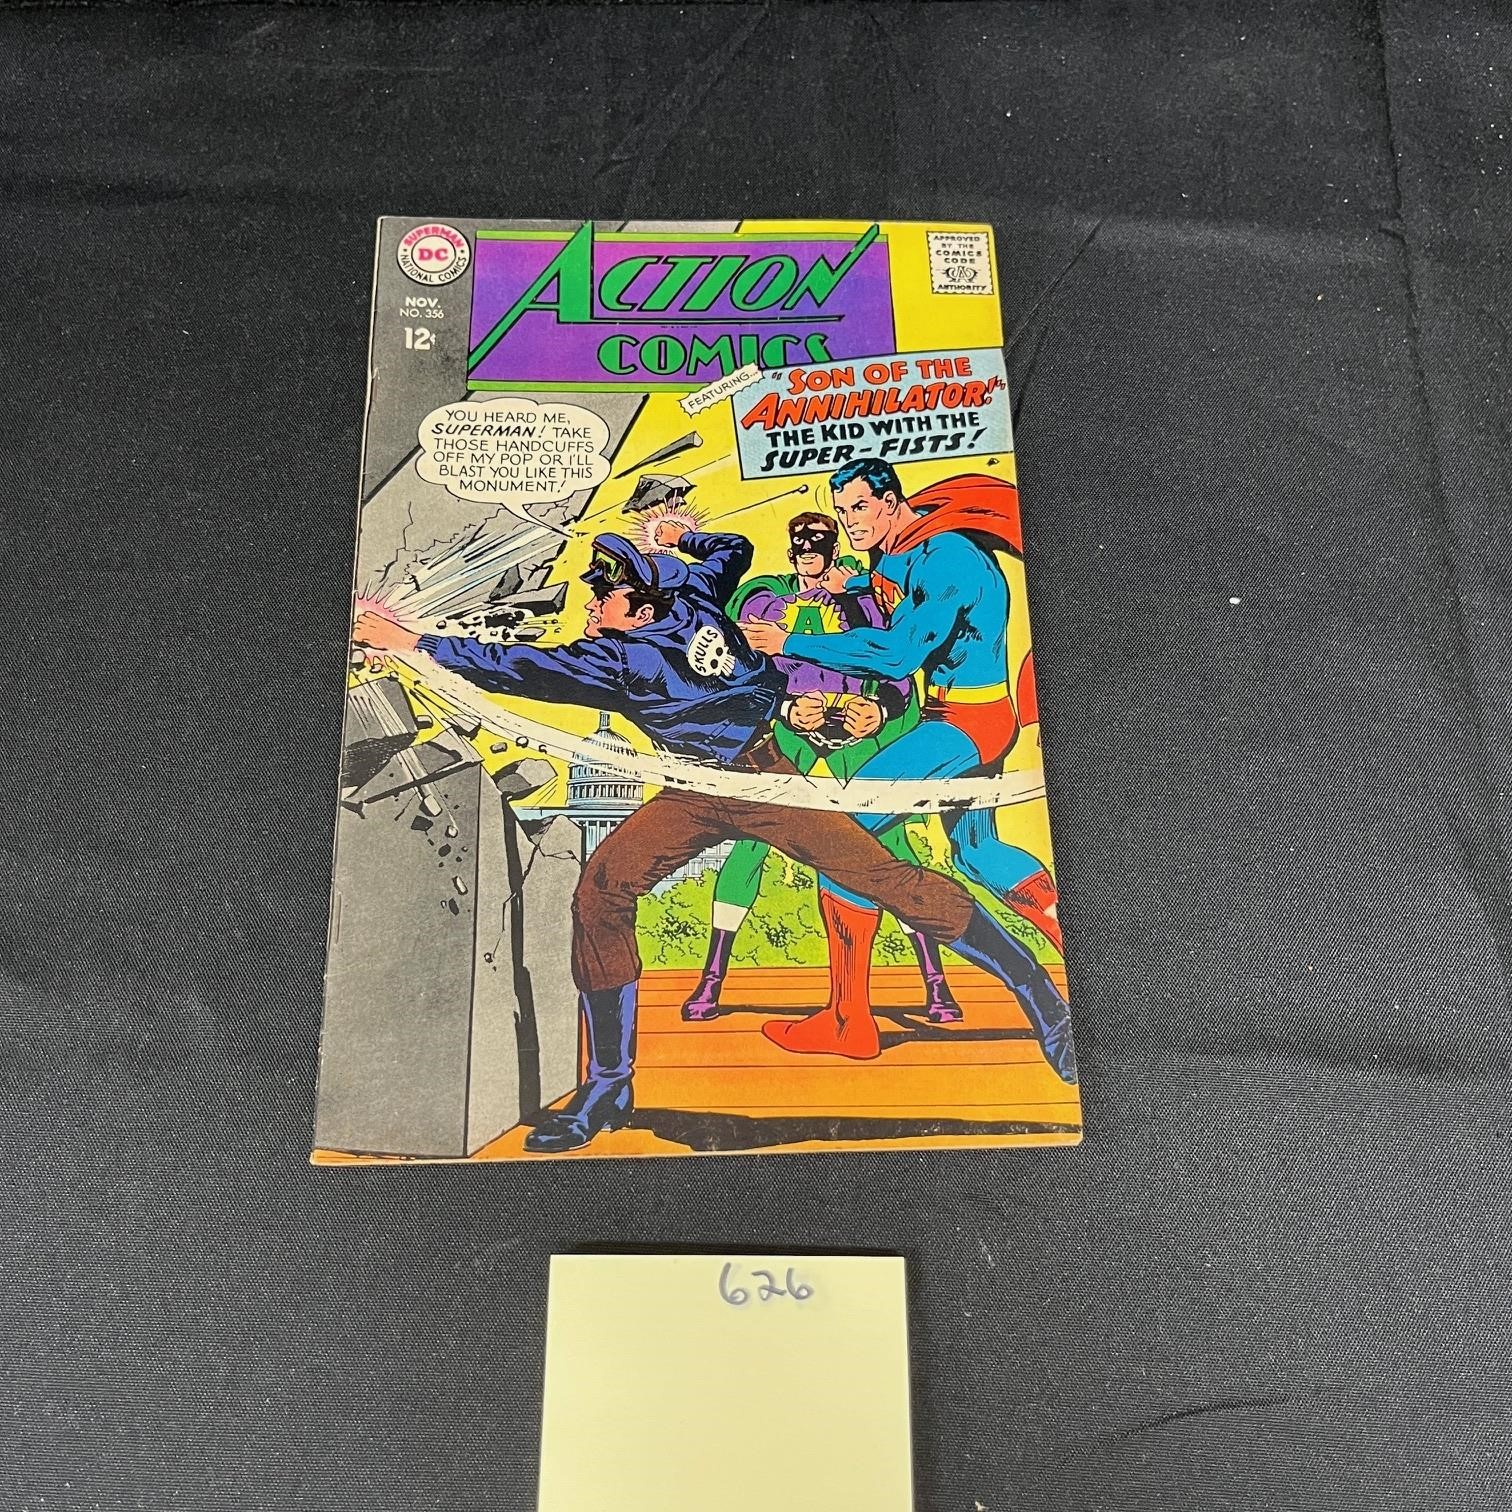 SUPERMAN
DC
NATIONAL COMICS
NOV.
NO. 356
12¢
ACTION
COMICS
APPROVED
BY THE
COMICS
CODE
CA
AUTHORITY
FEATURING...
"SON OF THE
ANNIHILATOR!",
THE KID WITH THE
SUPER-FISTS!
YOU HEARD ME,
SUPERMAN! TAKE
THOSE HANDCUFFS
OFF MY POP OR I'LL
BLAST YOU LIKE THIS
MONUMENT!
SKULLS
A
626